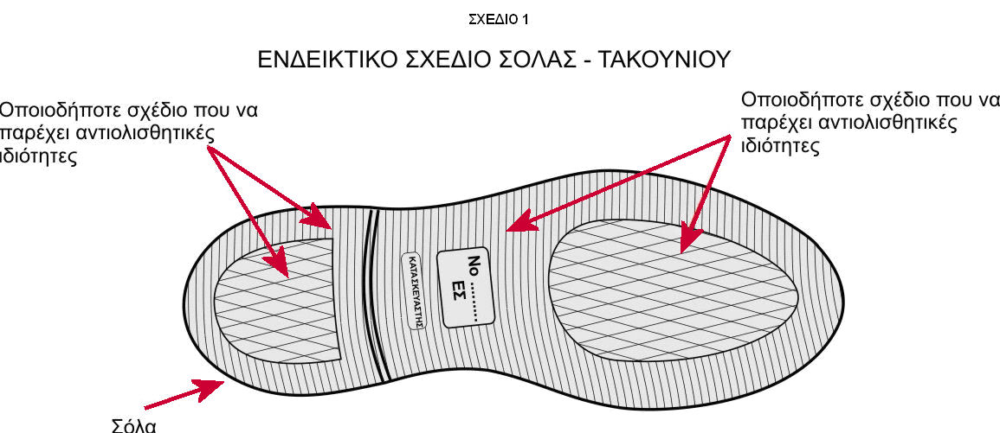 ΣΧΕΔΙΟ 1
ΕΝΔΕΙΚΤΙΚΟ ΣΧΕΔΙΟ ΣΟΛΑΣ - ΤΑΚΟΥΝΙΟΥ
Οποιοδήποτε σχέδιο που να
παρέχει αντιολισθητικές
ιδιότητες
Οποιοδήποτε σχέδιο που να
παρέχει αντιολισθητικές
ιδιότητες
ΚΑΤΑΣΚΕΥΑΣΤΗΣ
Νο ..........
ΕΣ
Σόλα